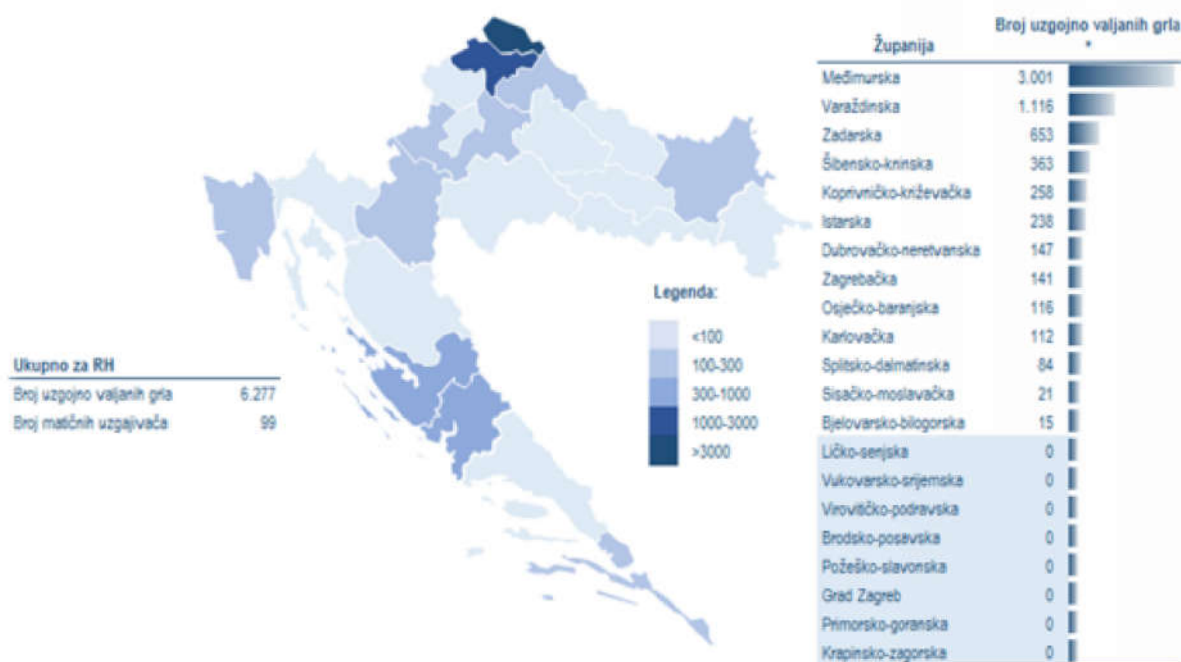 Županija Broj uzgojno valjanih grla
*
Međimurska 3.001
Varaždinska 1.116
Zadarska 653
Šibensko-kninska 363
Koprivničko-križevačka 258
Istarska 238
Dubrovačko-neretvanska 147
Zagrebačka 141
Osječko-baranjska 116
Karlovačka 112
Splitsko-dalmatinska 84
Sisačko-moslavačka 21
Bjelovarsko-bilogorska 15
Ličko-senjska 0
Vukovarsko-srijemska 0
Virovitičko-podravska 0
Brodsko-posavska 0
Požeško-slavonska 0
Grad Zagreb 0
Primorsko-goranska 0
Krapinsko-zagorska 0
Legenda:
<100
100-300
300-1000
1000-3000
>3000
Ukupno za RH
Broj uzgojno valjanih grla 6.277
Broj matičnih uzgajivača 99